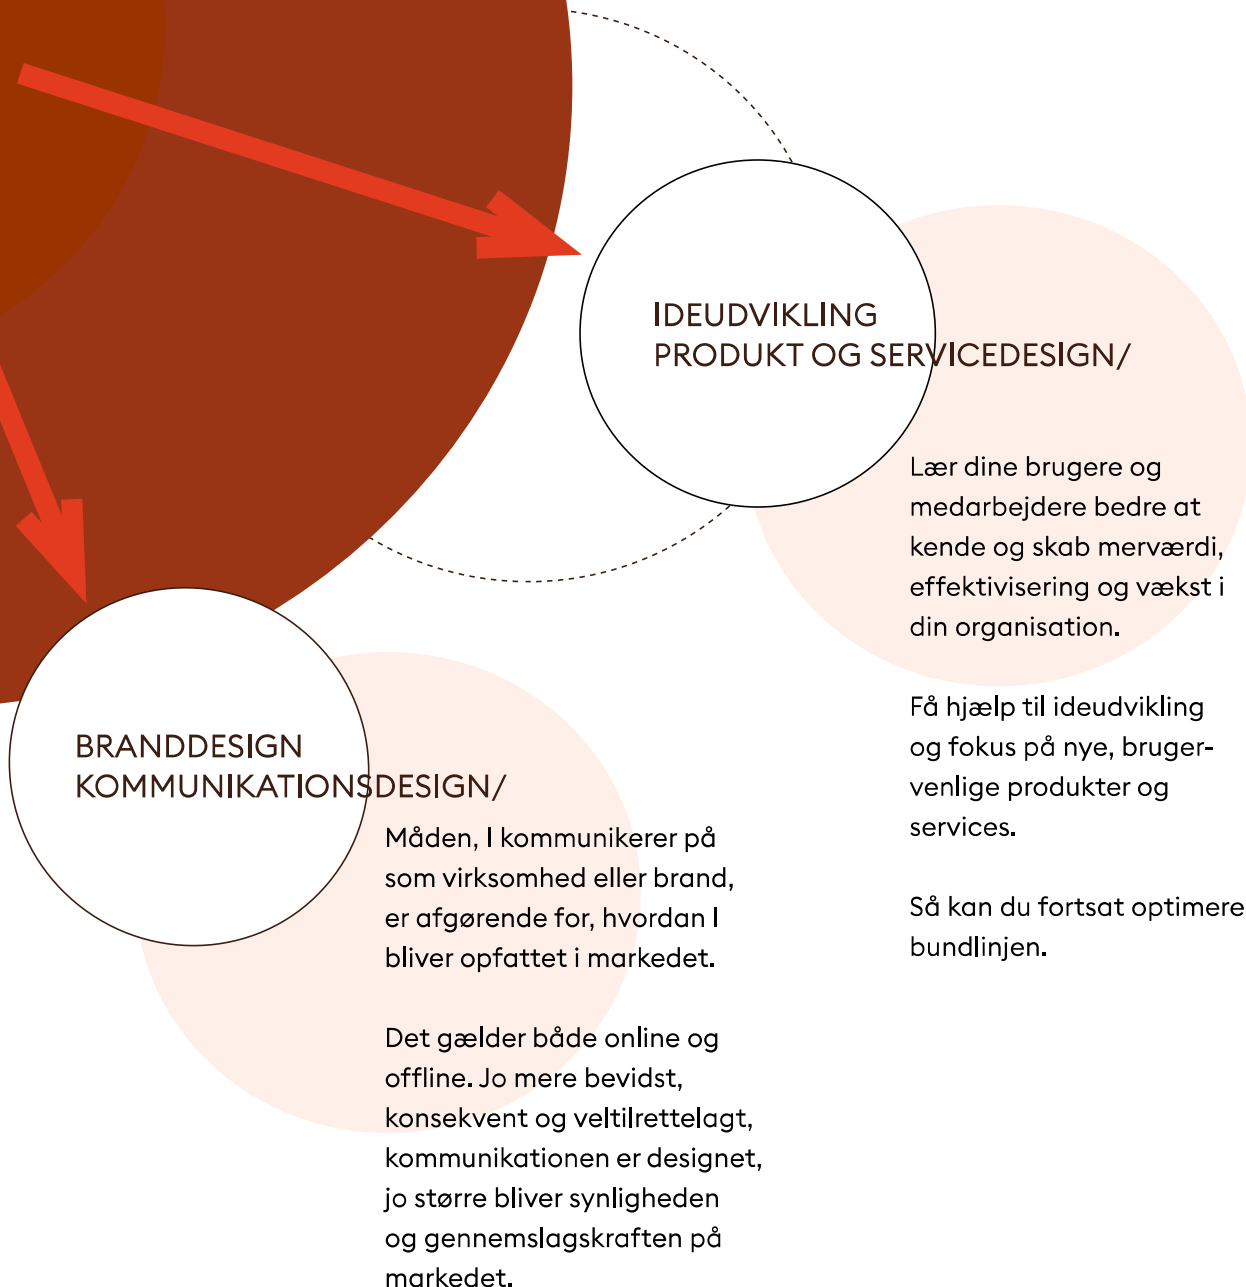 IDEUDVIKLING
PRODUKT OG SERVICEDESIGN/
Lær dine brugere og
medarbejdere bedre at
kende og skab merværdi,
effektivisering og vækst i
din organisation.
Få hjælp til ideudvikling
og fokus på nye, bruger-
venlige produkter og
services.
Så kan du fortsat optimere
bundlinjen.
BRANDDESIGN
KOMMUNIKATIONSDESIGN/
Måden, I kommunikerer på
som virksomhed eller brand,
er afgørende for, hvordan I
bliver opfattet i markedet.
Det gælder både online og
offline. Jo mere bevidst,
konsekvent og veltilrettelagt,
kommunikationen er designet,
jo større bliver synligheden
og gennemslagskraften på
markedet.